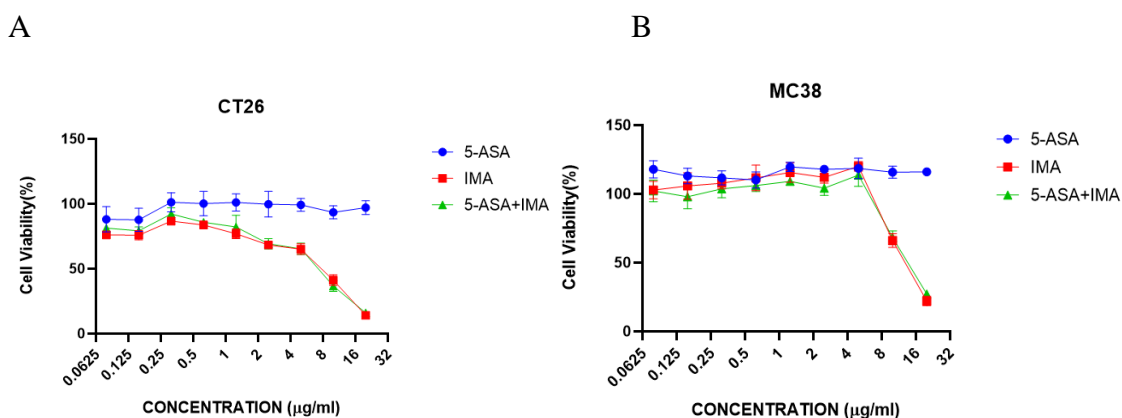 A
B
CT26
150
100
50
0
Cell Viability(%)
0.0625
0.125
0.25
0.5
1
2
4
8
16
32
CONCENTRATION (μg/ml)
5-ASA
IMA
5-ASA+IMA
MC38
150
100
50
0
Cell Viability(%)
0.0625
0.125
0.25
0.5
1
2
4
8
16
32
CONCENTRATION (μg/ml)
5-ASA
IMA
5-ASA+IMA